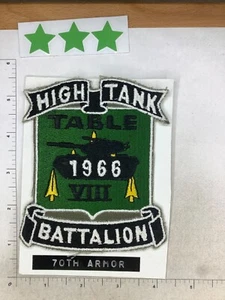 HIGH TANK
TABLE
1966
VIII
BATTALION
70TH ARMOR